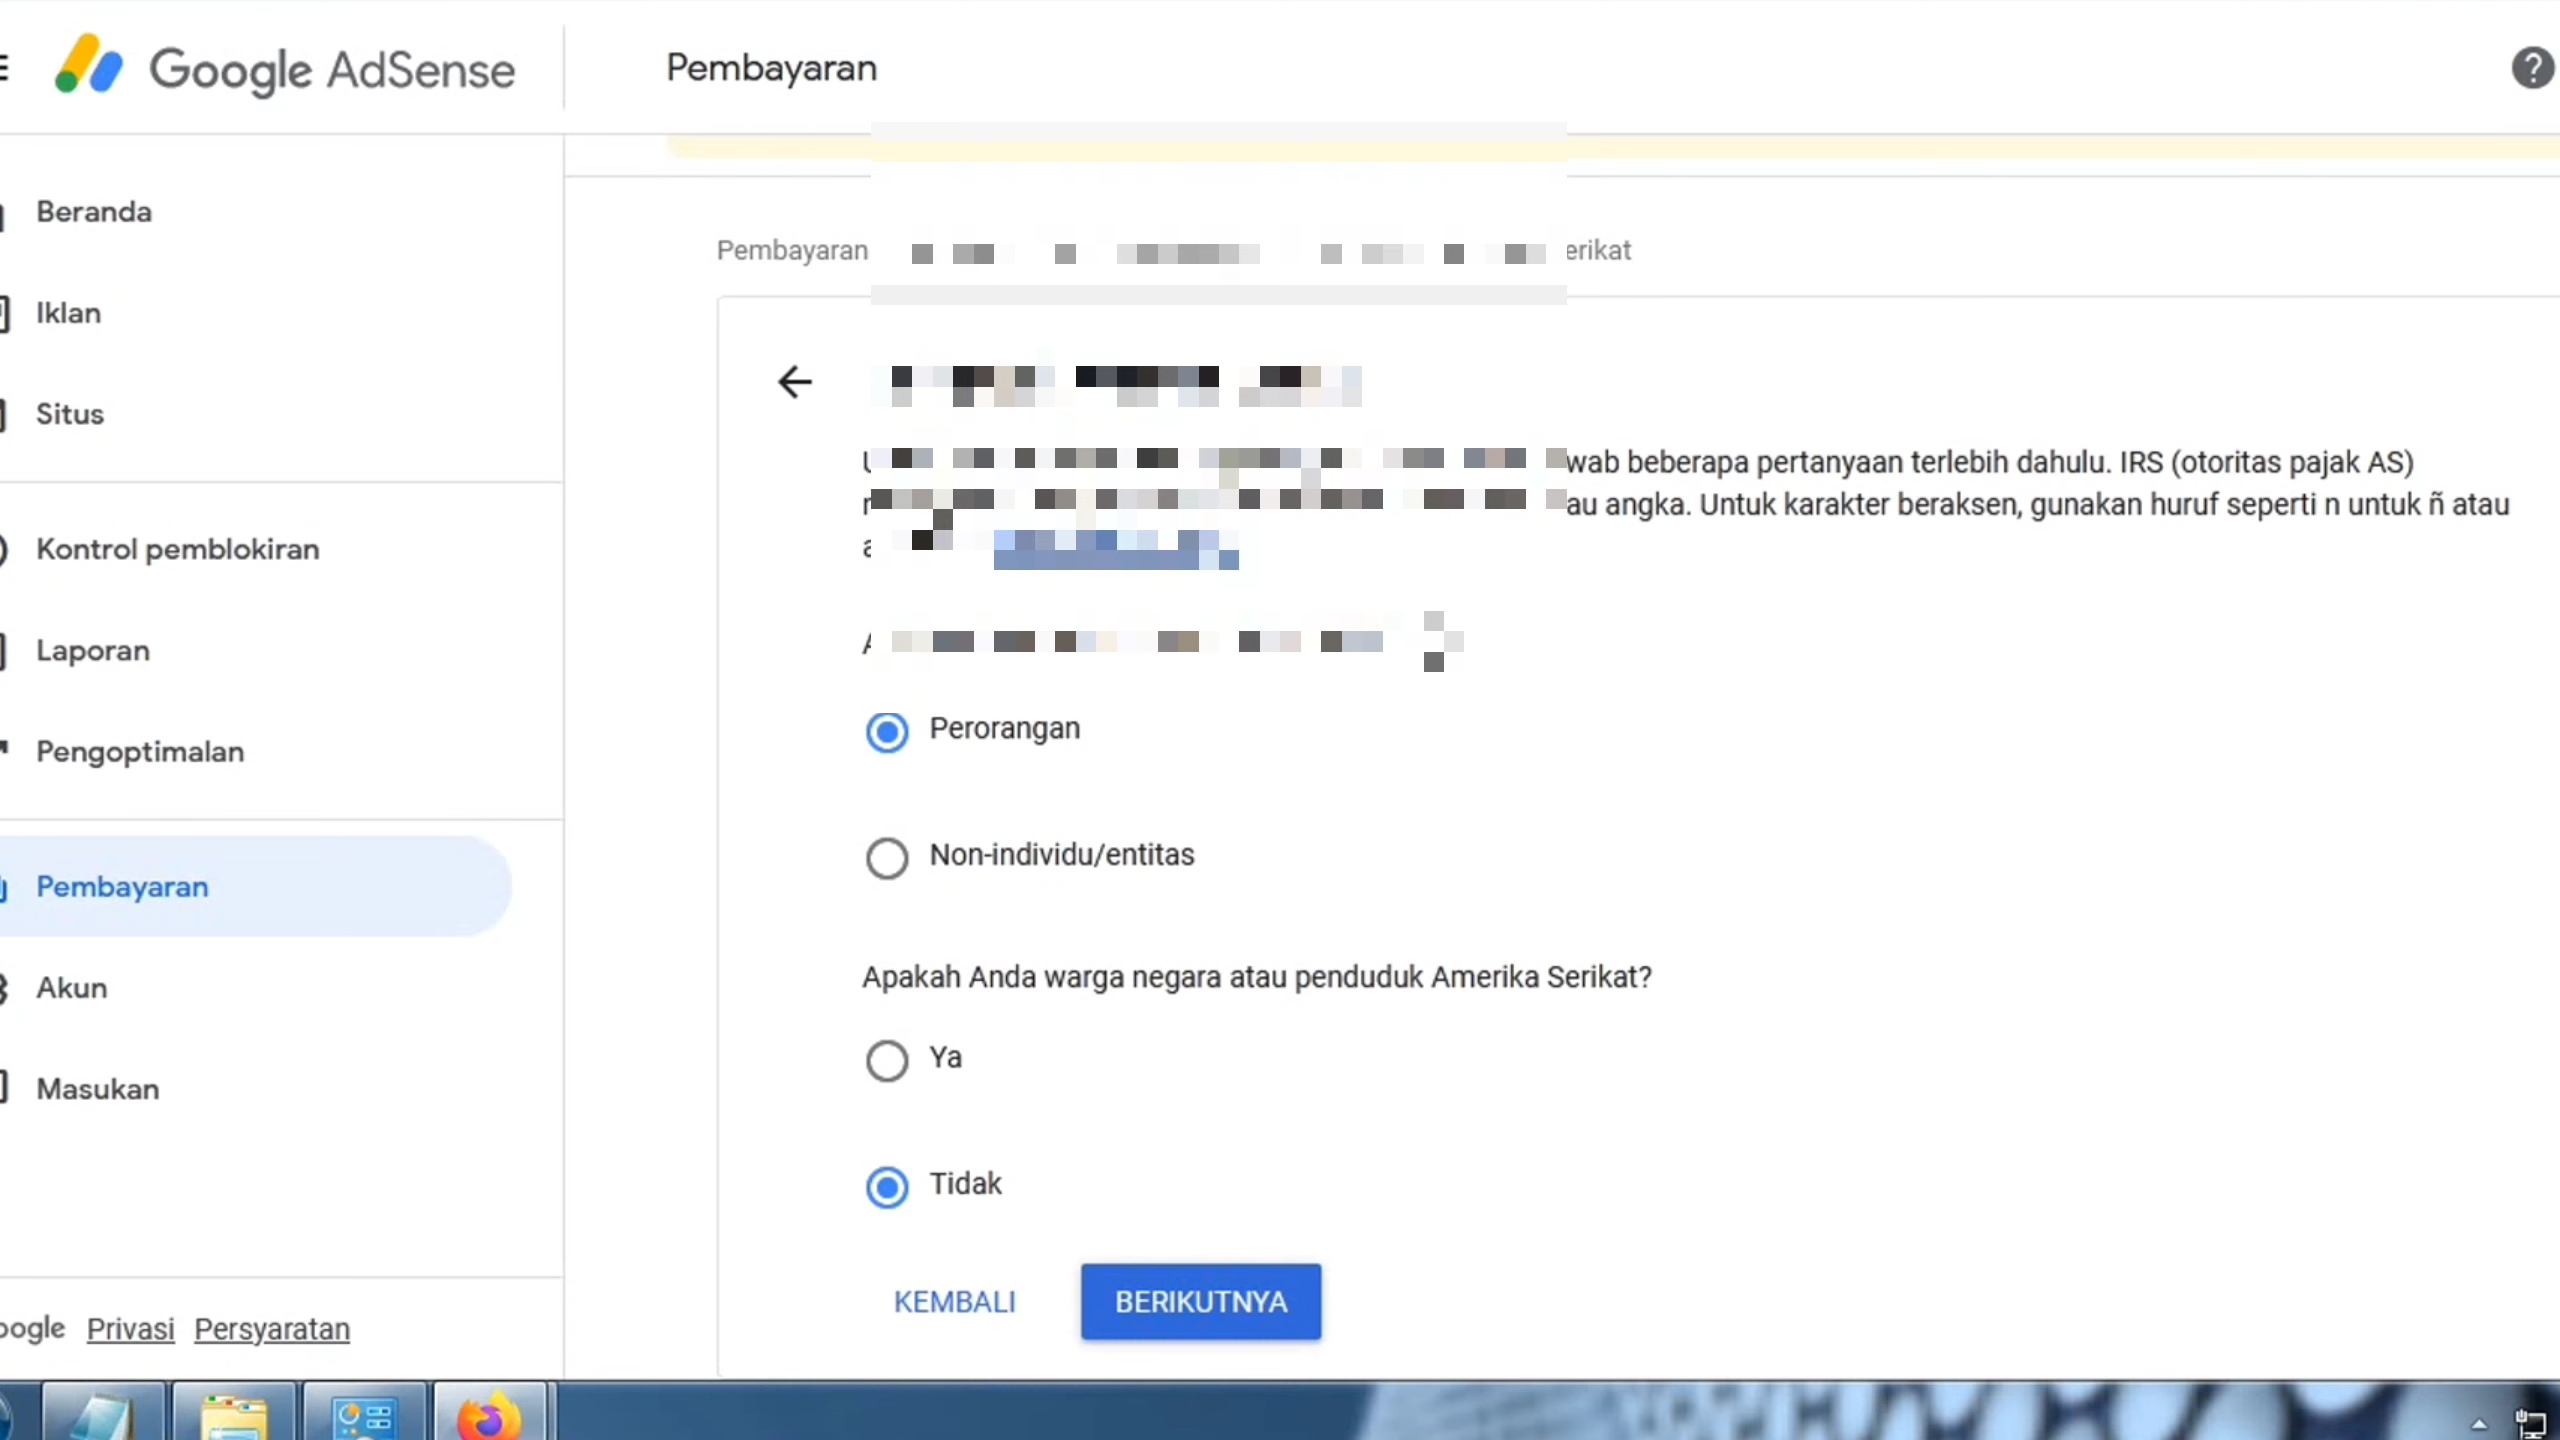 Google AdSense
Pembayaran
Beranda
Iklan
Situs
Kontrol pemblokiran
Laporan
Pengoptimalan
Pembayaran
Akun
Masukan
Privasi Persyaratan
Pembayaran
wab beberapa pertanyaan terlebih dahulu. IRS (otoritas pajak AS)
au angka. Untuk karakter beraksen, gunakan huruf seperti n untuk ñ atau
Perorangan
Non-individu/entitas
Apakah Anda warga negara atau penduduk Amerika Serikat?
Ya
Tidak
KEMBALI BERIKUTNYA